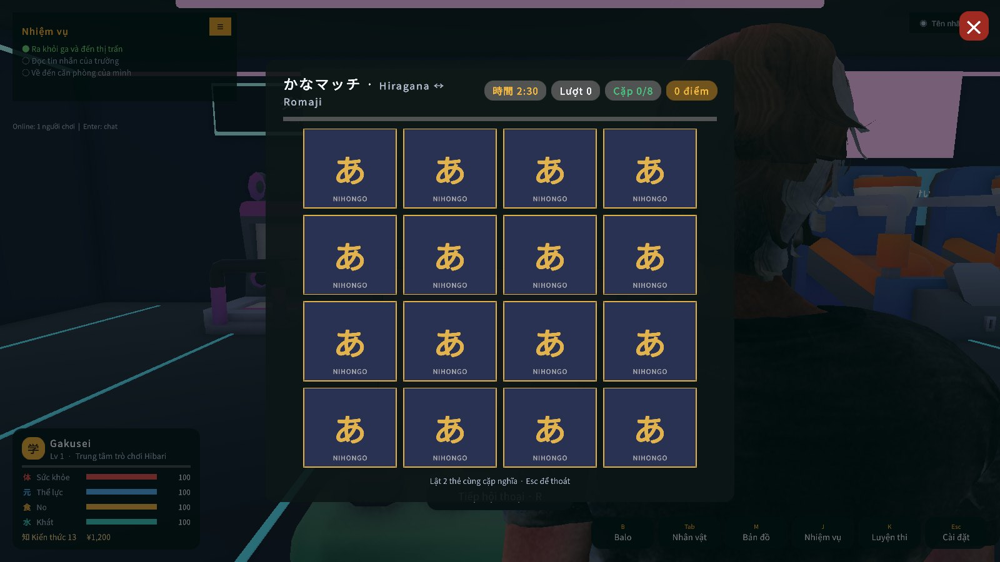 Nhiệm vụ
☰
Ra khỏi ga và đến thị trấn
Đọc tin nhắn của trường
Về đến căn phòng của mình
Online: 1 người chơi | Enter: chat
かなマッチ · Hiragana ↔
Romaji
時間 2:30
Lượt 0
Cặp 0/8
0 điểm
あ あ あ あ
NIHONGO NIHONGO NIHONGO NIHONGO
あ あ あ あ
NIHONGO NIHONGO NIHONGO NIHONGO
あ あ あ あ
NIHONGO NIHONGO NIHONGO NIHONGO
あ あ あ あ
NIHONGO NIHONGO NIHONGO NIHONGO
Lật 2 thẻ cùng cặp nghĩa · Esc để thoát
Tiếp hội thoại · R
学 Gakusei
Lv 1 · Trung tâm trò chơi Hibari
体 Sức khỏe 100
元 Thể lực 100
食 No 100
水 Khát 100
知 Kiến thức 13 ¥1,200
B Tab M J K Esc
Balo Nhân vật Bản đồ Nhiệm vụ Luyện thi Cài đặt
Tên